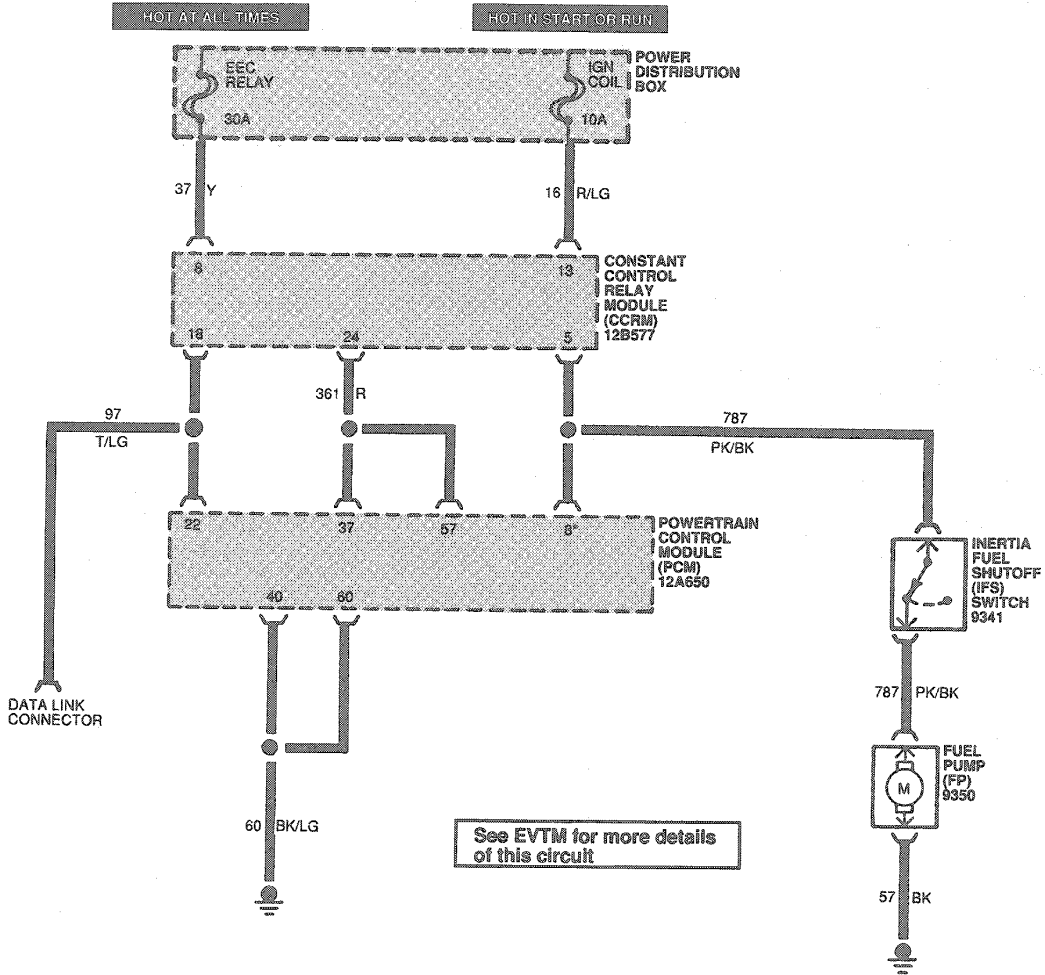 HOT AT ALL TIMES
HOT IN START OR RUN
EEC
RELAY
30A
IGN
COIL
10A
POWER
DISTRIBUTION
BOX
37 Y
16 R/LG
8
13
CONSTANT
CONTROL
RELAY
MODULE
(CCRM)
12B577
18
24
5
361 R
97
T/LG
787
PK/BK
22
37
57
8*
POWERTRAIN
CONTROL
MODULE
(PCM)
12A650
40
60
INERTIA
FUEL
SHUTOFF
(IFS)
SWITCH
9341
DATA LINK
CONNECTOR
787 PK/BK
FUEL
PUMP
(FP)
9350
M
60 BK/LG
See EVTM for more details
of this circuit
57 BK